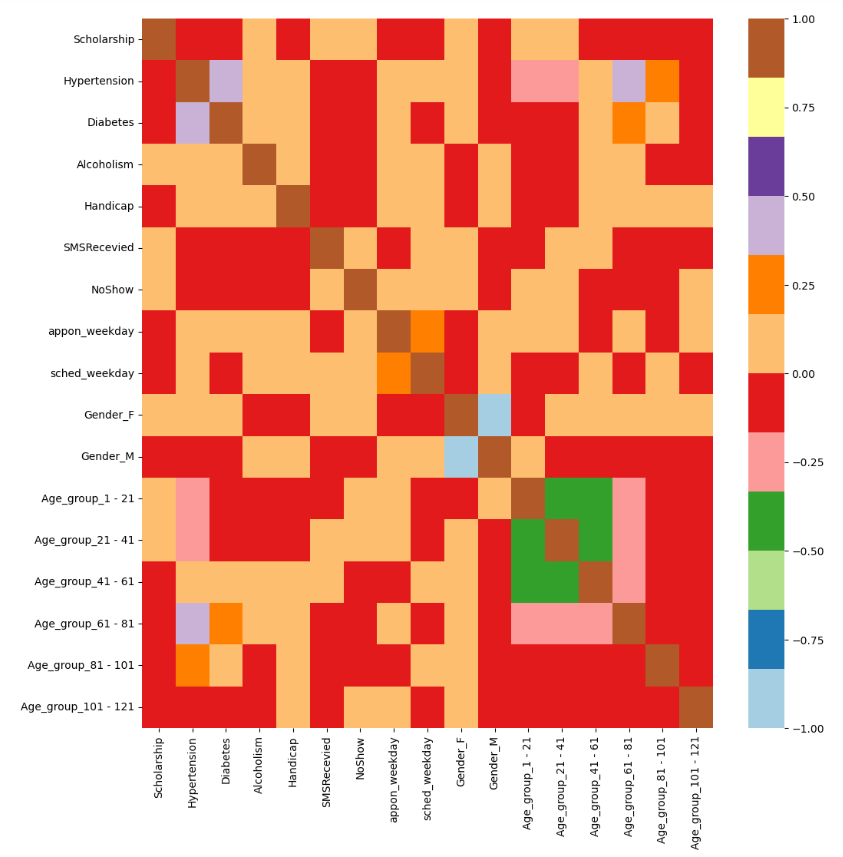 Scholarship
Hypertension
Diabetes
Alcoholism
Handicap
SMSRecevied
NoShow
appon_weekday
sched_weekday
Gender_F
Gender_M
Age_group_1 - 21
Age_group_21 - 41
Age_group_41 - 61
Age_group_61 - 81
Age_group_81 - 101
Age_group_101 - 121
Scholarship
Hypertension
Diabetes
Alcoholism
Handicap
SMSRecevied
NoShow
appon_weekday
sched_weekday
Gender_F
Gender_M
Age_group_1 - 21
Age_group_21 - 41
Age_group_41 - 61
Age_group_61 - 81
Age_group_81 - 101
Age_group_101 - 121
1.00
0.75
0.50
0.25
0.00
−0.25
−0.50
−0.75
−1.00